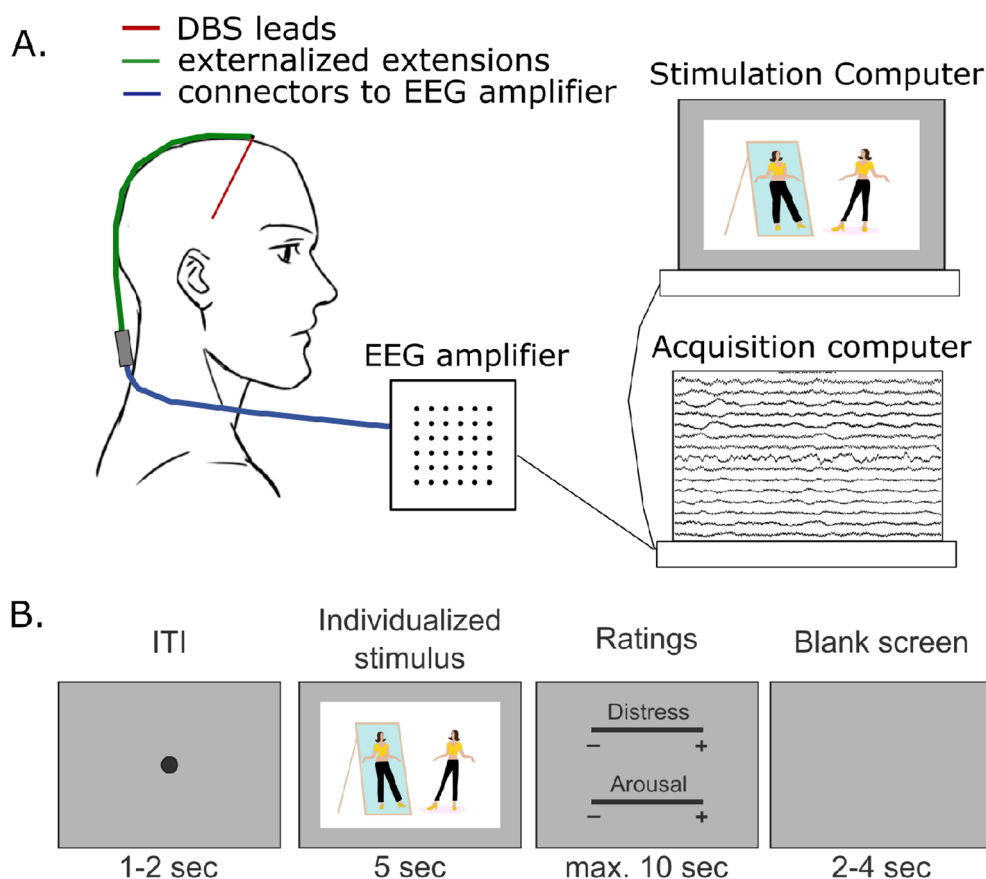 A.
DBS leads
externalized extensions
connectors to EEG amplifier
Stimulation Computer
EEG amplifier
Acquisition computer
B.
ITI
Individualized
stimulus
Ratings
Blank screen
Distress
– +
Arousal
– +
1-2 sec
5 sec
max. 10 sec
2-4 sec